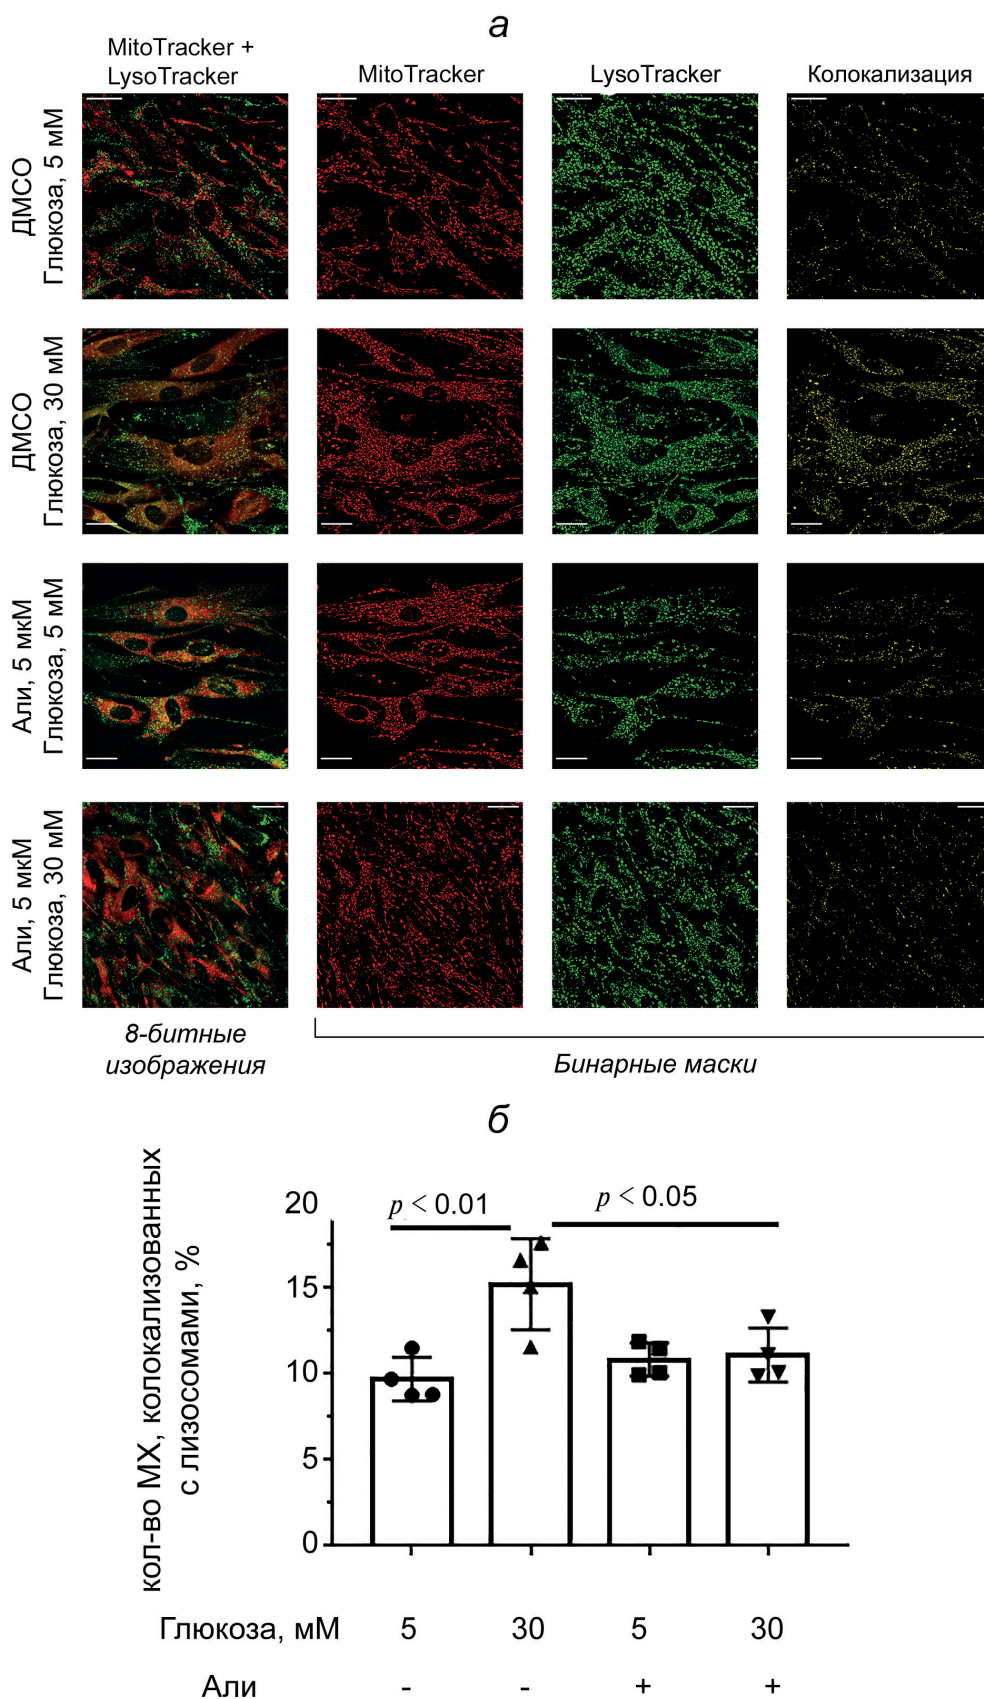 а
MitoTracker +
LysoTracker
MitoTracker
LysoTracker
Колокализация
ДМСО
Глюкоза, 5 мМ
ДМСО
Глюкоза, 30 мМ
Али, 5 мкМ
Глюкоза, 5 мМ
Али, 5 мкМ
Глюкоза, 30 мМ
8-битные
изображения
Бинарные маски
б
кол-во МХ, колокализованных
с лизосомами, %
20
15
10
5
0
p < 0.01
p < 0.05
Глюкоза, мМ 5 30 5 30
Али - - + +